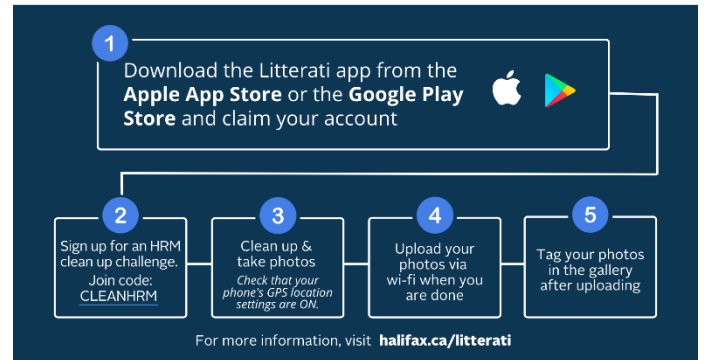 1
Download the Litterati app from the
Apple App Store or the Google Play
Store and claim your account
2
Sign up for an HRM
clean up challenge.
Join code:
CLEANHRM
3
Clean up &
take photos
Check that your
phone's GPS location
settings are ON.
4
Upload your
photos via
wi-fi when you
are done
5
Tag your photos
in the gallery
after uploading
For more information, visit halifax.ca/litterati